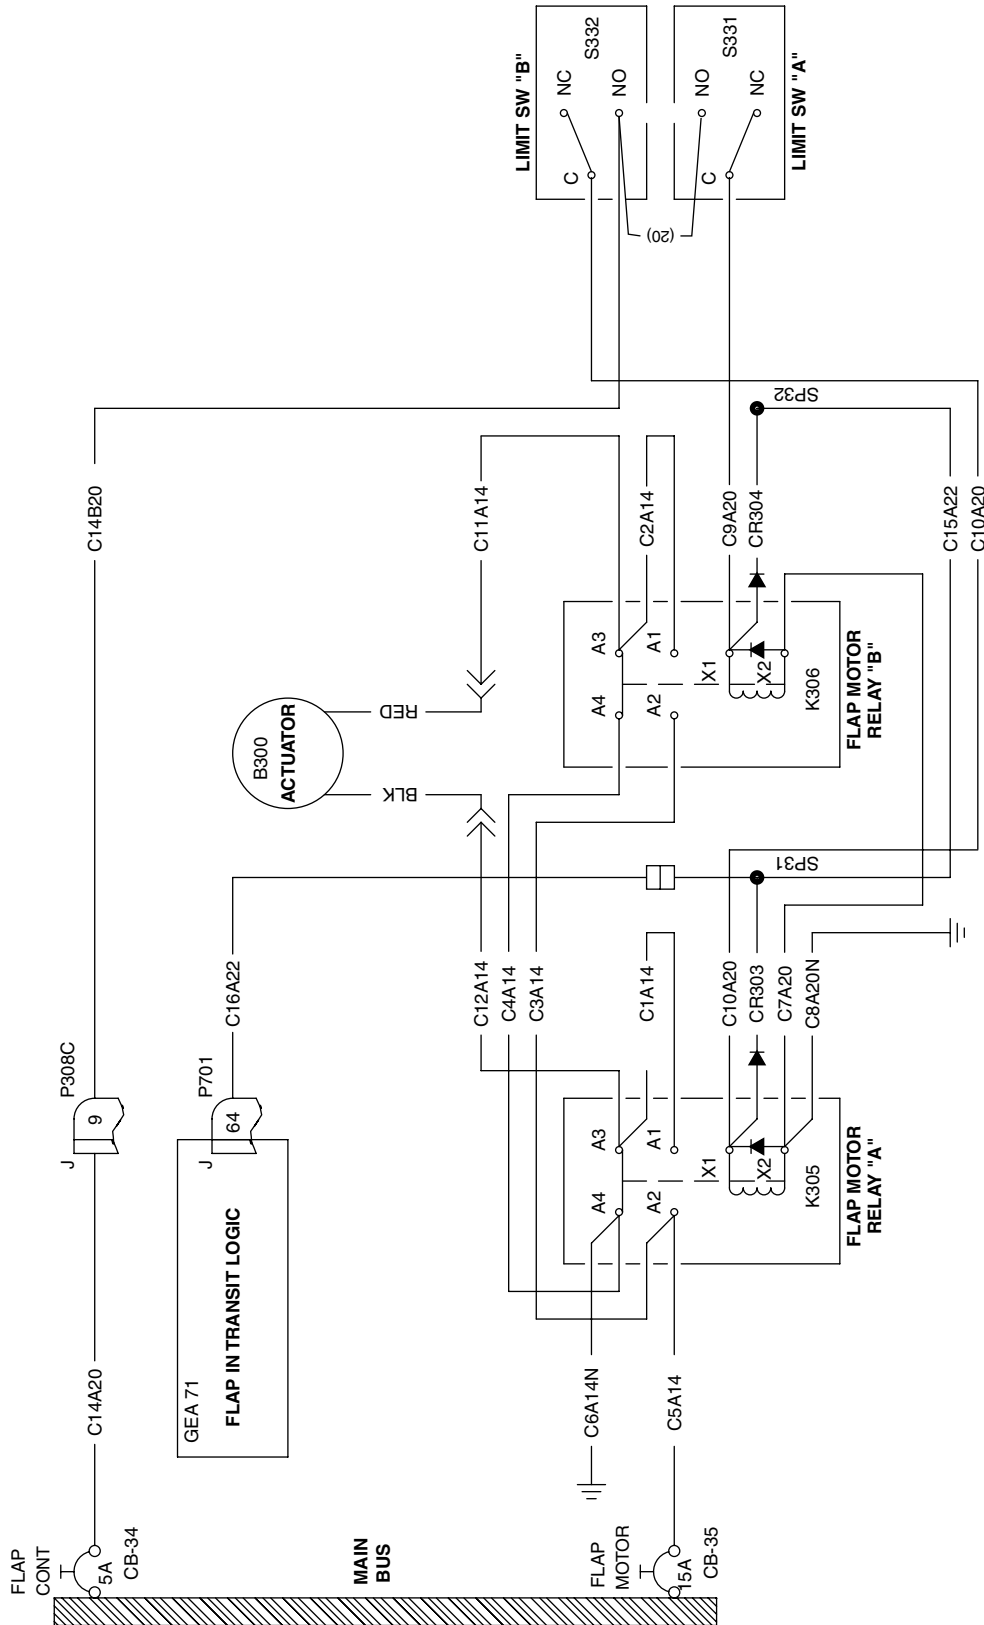 LIMIT SW "B"
S332
NC
NO
C
LIMIT SW "A"
S331
NO
NC
C
(20)
C14B20
C11A14
C2A14
C9A20
CR304
SP32
C15A22
C10A20
B300
ACTUATOR
RED
BLK
A3
A1
A4
A2
X1
X2
K306
FLAP MOTOR
RELAY "B"
SP31
P308C
9
J
P701
64
J
C16A22
C12A14
C4A14
C3A14
C1A14
C10A20
CR303
C7A20
C8A20N
GEA 71
FLAP IN TRANSIT LOGIC
A3
A1
A4
A2
X1
X2
K305
FLAP MOTOR
RELAY "A"
C14A20
C6A14N
C5A14
FLAP
CONT
5A
CB-34
MAIN
BUS
FLAP
MOTOR
15A
CB-35